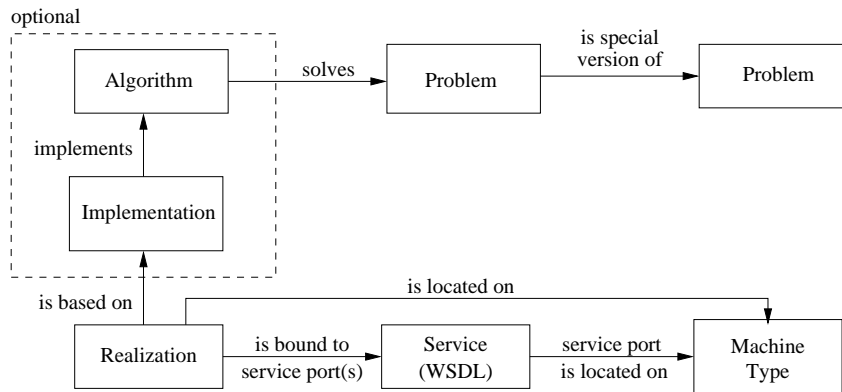 optional
Algorithm
solves
Problem
is special
version of
Problem
implements
Implementation
is based on
is located on
Realization
is bound to
service port(s)
Service
(WSDL)
service port
is located on
Machine
Type